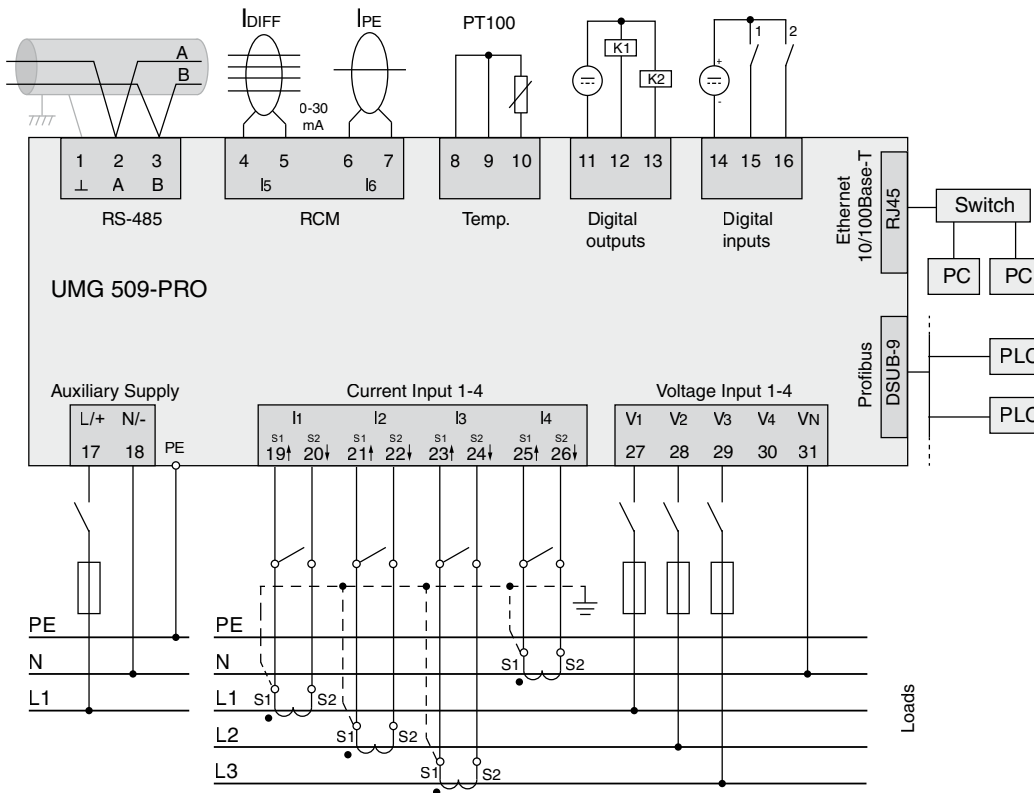 IDIFF IPE PT100
A
B
0-30
mA
1 2
+
-
1 2 3
⊥ A B
4 5 6 7
I5 I6
8 9 10
11 12 13
K1
K2
14 15 16
RS-485 RCM Temp. Digital outputs Digital inputs
Ethernet
10/100Base-T
RJ45
Switch
PC PC
UMG 509-PRO
Profibus
DSUB-9
PLC
PLC
Auxiliary Supply Current Input 1-4 Voltage Input 1-4
L/+ N/-
17 18 PE
I1 I2 I3 I4
S1 S2 S1 S2 S1 S2 S1 S2
19 20 21 22 23 24 25 26
V1 V2 V3 V4 VN
27 28 29 30 31
PE PE
N S1 S2 N
L1 S1 S2 L1
S1 S2 L2
S1 S2 L3
Loads